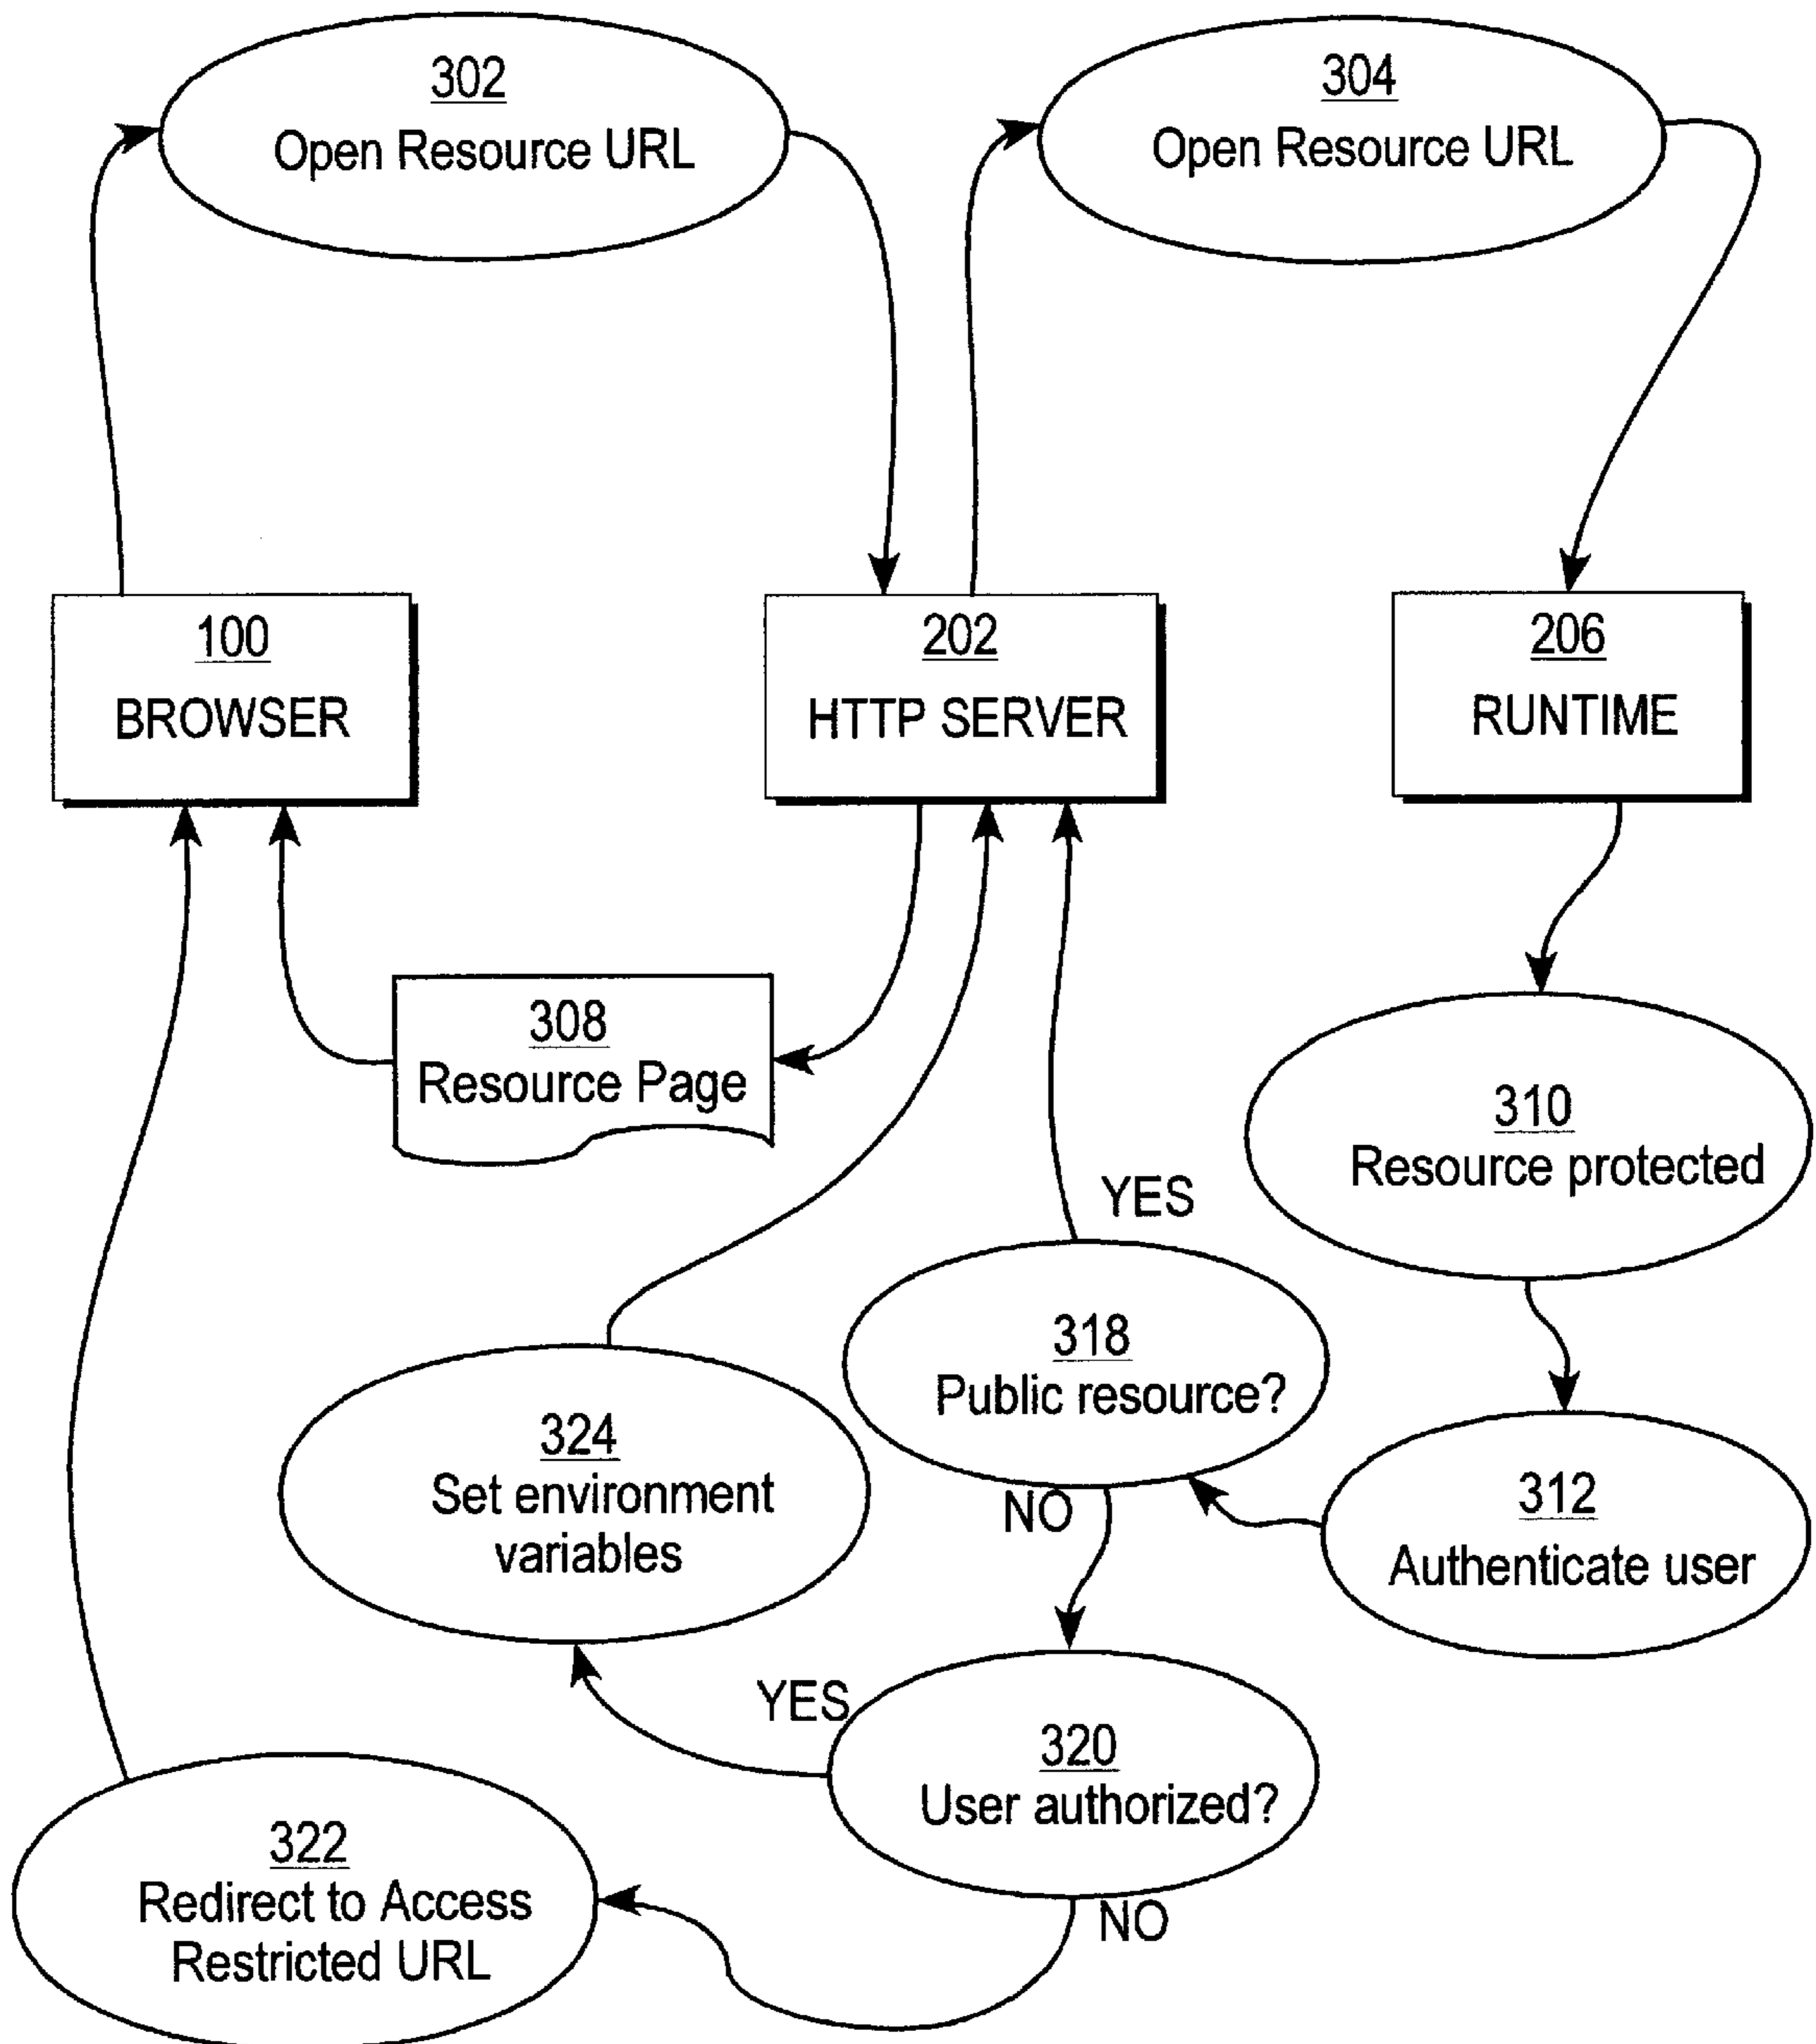 302
Open Resource URL
304
Open Resource URL
100
BROWSER
202
HTTP SERVER
206
RUNTIME
308
Resource Page
310
Resource protected
YES
318
Public resource?
NO
312
Authenticate user
324
Set environment
variables
YES
320
User authorized?
NO
322
Redirect to Access
Restricted URL